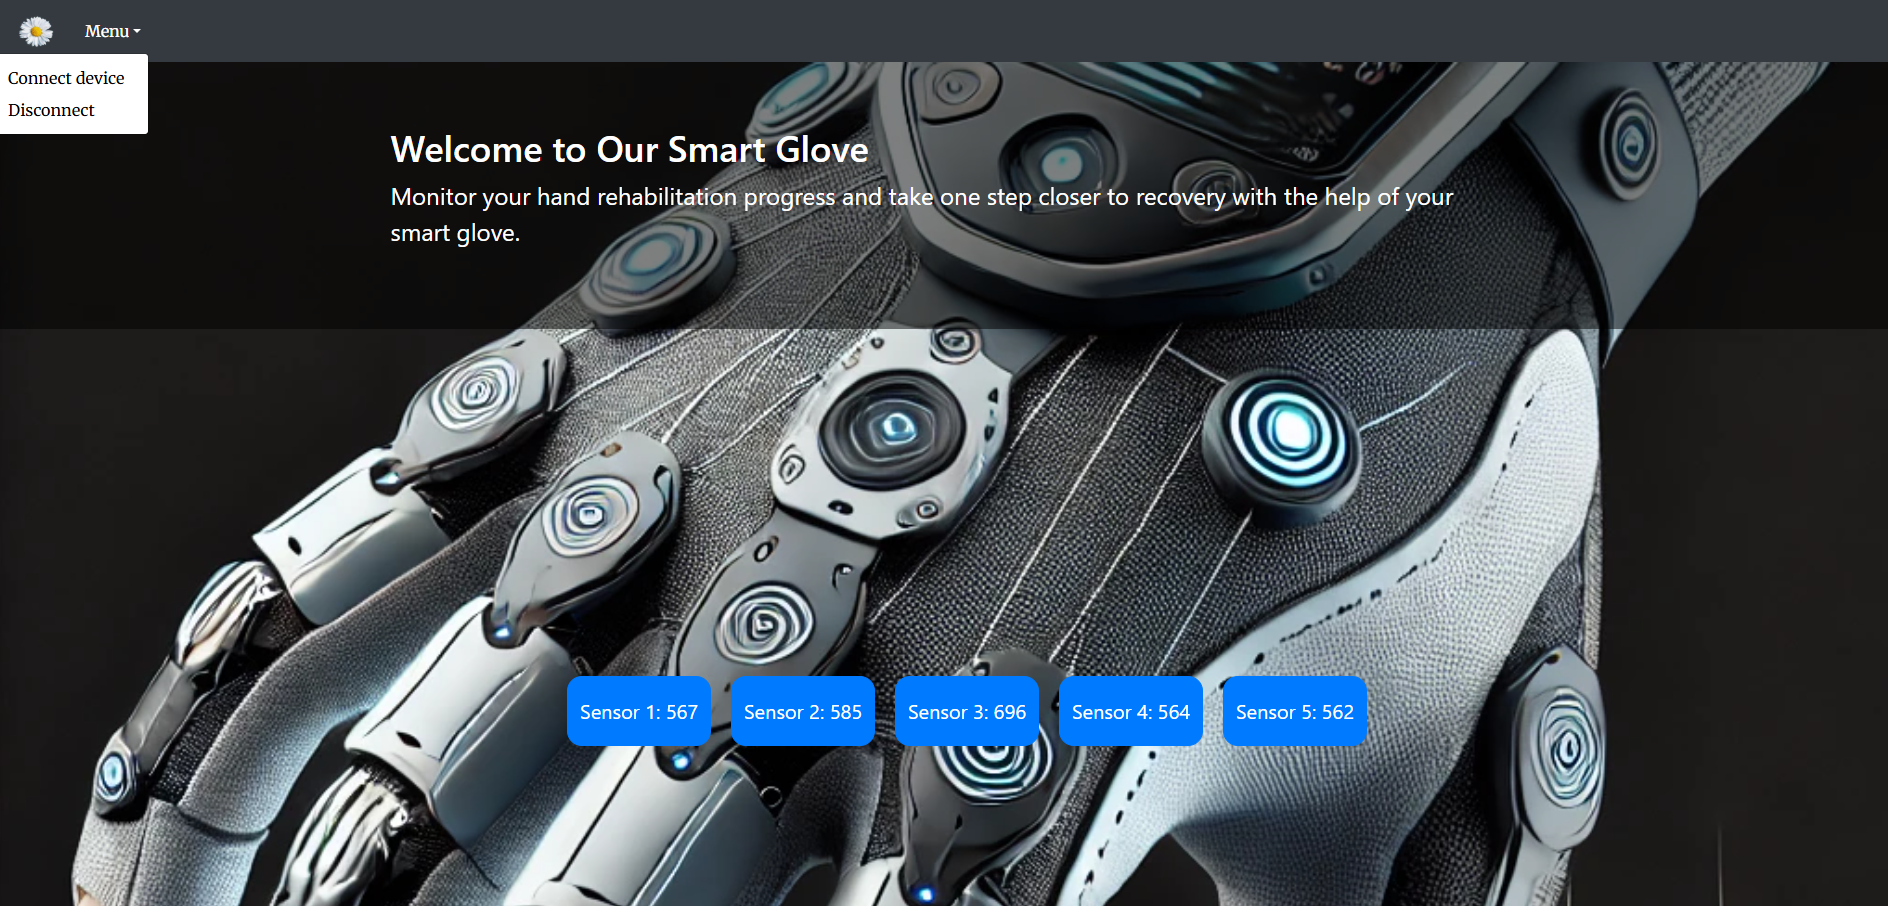 Menu
Connect device
Disconnect
Welcome to Our Smart Glove
Monitor your hand rehabilitation progress and take one step closer to recovery with the help of your
smart glove.
Sensor 1: 567
Sensor 2: 585
Sensor 3: 696
Sensor 4: 564
Sensor 5: 562